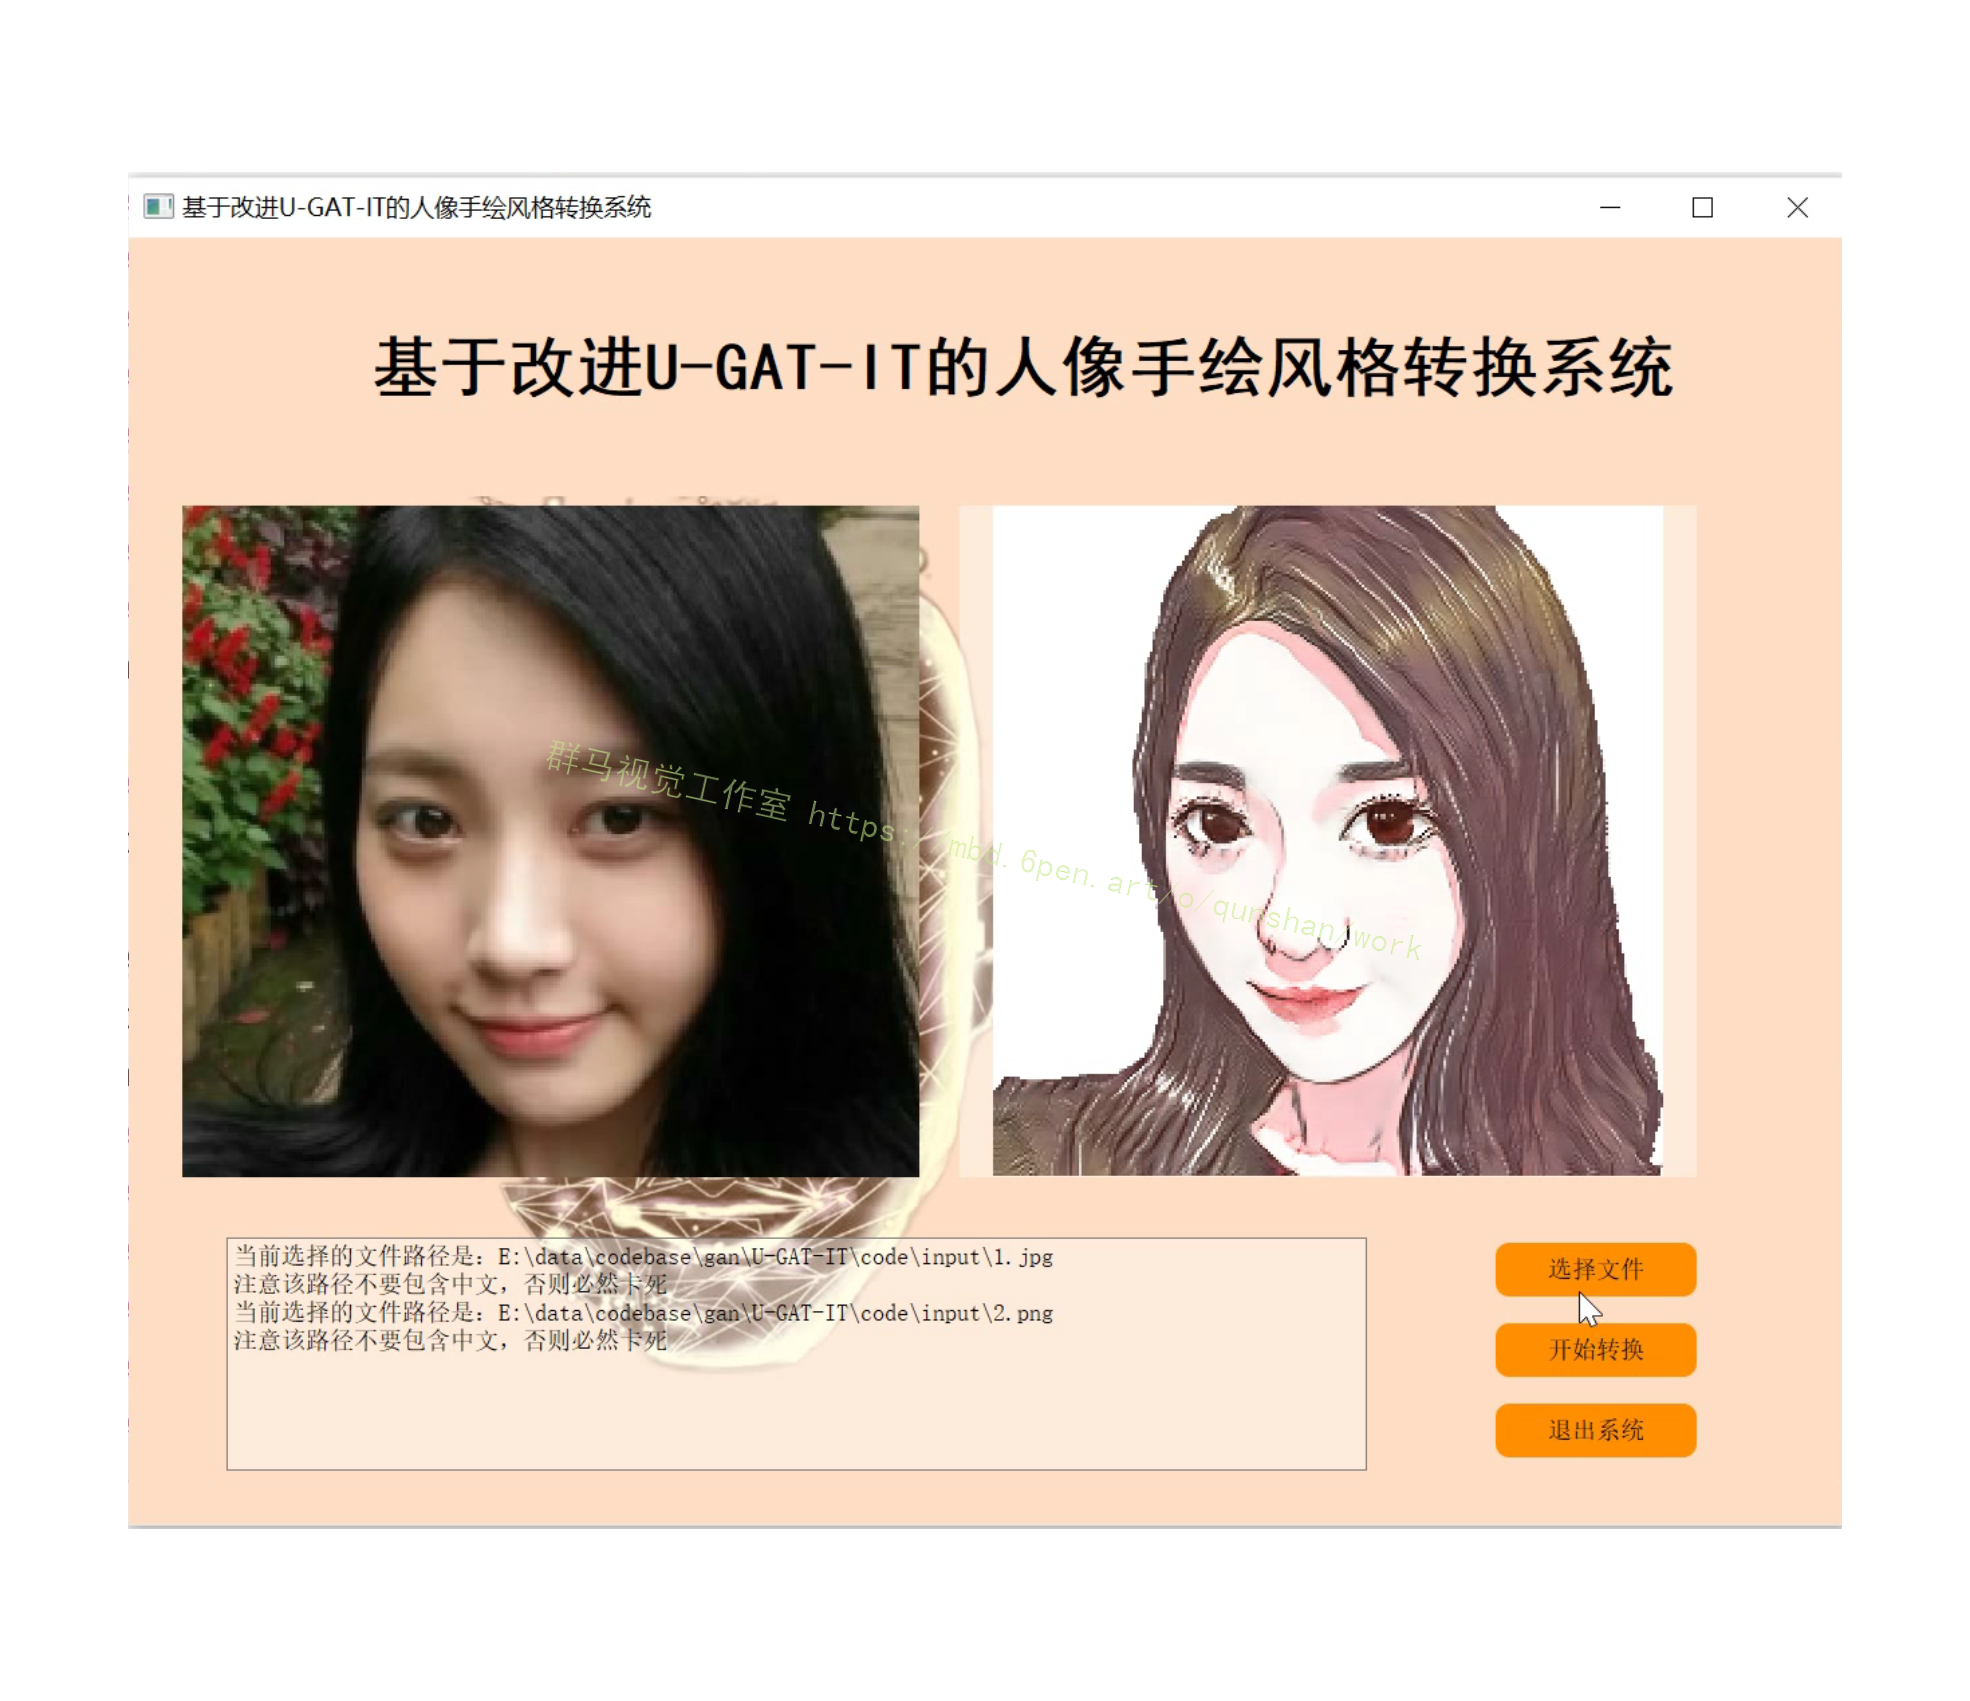 基于改进U-GAT-IT的人像手绘风格转换系统
基于改进U-GAT-IT的人像手绘风格转换系统
群马视觉工作室 https://mbd.6pen.art/o/qunshan/work
当前选择的文件路径是: E:\data\codebase\gan\U-GAT-IT\code\input\1.jpg
注意该路径不要包含中文，否则必然卡死
当前选择的文件路径是: E:\data\codebase\gan\U-GAT-IT\code\input\2.png
注意该路径不要包含中文，否则必然卡死
选择文件
开始转换
退出系统